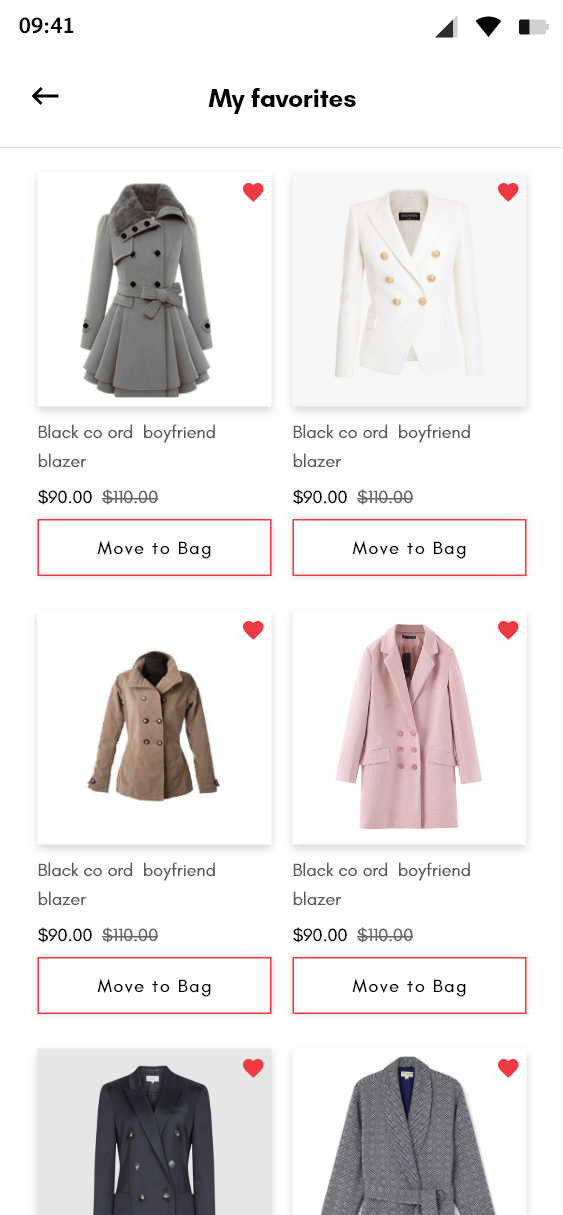 09:41
My favorites
Black co ord boyfriend
blazer
$90.00 $110.00
Move to Bag
Black co ord boyfriend
blazer
$90.00 $110.00
Move to Bag
Black co ord boyfriend
blazer
$90.00 $110.00
Move to Bag
Black co ord boyfriend
blazer
$90.00 $110.00
Move to Bag